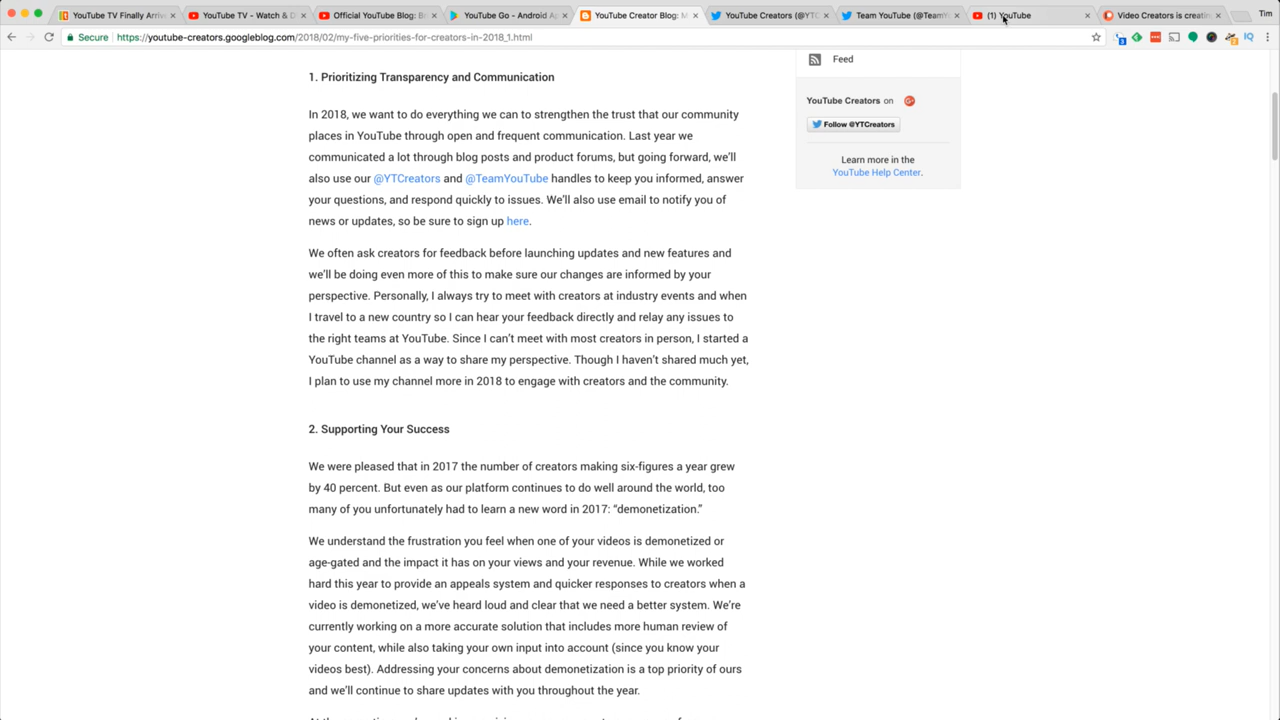 YouTube TV Finally Arriv
YouTube TV - Watch & D
Official YouTube Blog: B
YouTube Go - Android Ap
YouTube Creator Blog: M
YouTube Creators (@YTC
Team YouTube (@TeamYo
(1) YouTube
Video Creators is creatin
Tim
Secure
https://youtube-creators.googleblog.com/2018/02/my-five-priorities-for-creators-in-2018_1.html
1. Prioritizing Transparency and Communication
In 2018, we want to do everything we can to strengthen the trust that our community
places in YouTube through open and frequent communication. Last year we
communicated a lot through blog posts and product forums, but going forward, we'll
also use our @YTCreators and @TeamYouTube handles to keep you informed, answer
your questions, and respond quickly to issues. We'll also use email to notify you of
news or updates, so be sure to sign up here.
We often ask creators for feedback before launching updates and new features and
we'll be doing even more of this to make sure our changes are informed by your
perspective. Personally, I always try to meet with creators at industry events and when
I travel to a new country so I can hear your feedback directly and relay any issues to
the right teams at YouTube. Since I can't meet with most creators in person, I started a
YouTube channel as a way to share my perspective. Though I haven't shared much yet,
I plan to use my channel more in 2018 to engage with creators and the community.
2. Supporting Your Success
We were pleased that in 2017 the number of creators making six-figures a year grew
by 40 percent. But even as our platform continues to do well around the world, too
many of you unfortunately had to learn a new word in 2017: "demonetization."
We understand the frustration you feel when one of your videos is demonetized or
age-gated and the impact it has on your views and your revenue. While we worked
hard this year to provide an appeals system and quicker responses to creators when a
video is demonetized, we've heard loud and clear that we need a better system. We're
currently working on a more accurate solution that includes more human review of
your content, while also taking your own input into account (since you know your
videos best). Addressing your concerns about demonetization is a top priority of ours
and we'll continue to share updates with you throughout the year.
Feed
YouTube Creators on
Follow @YTCreators
Learn more in the
YouTube Help Center.